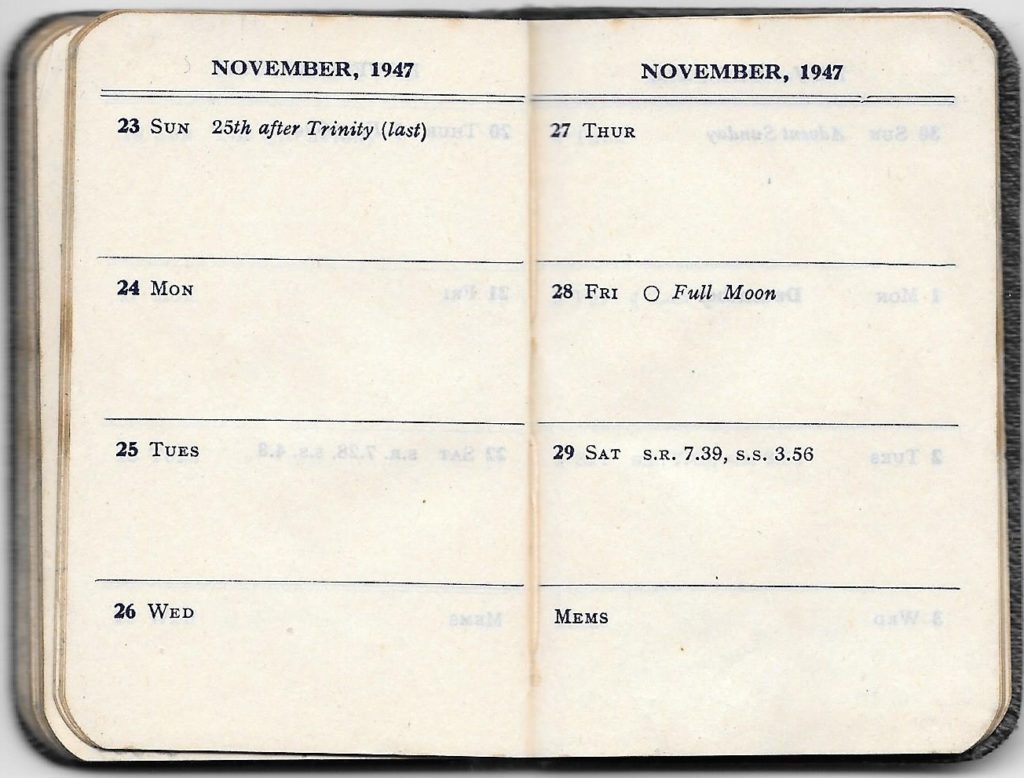 NOVEMBER, 1947
23 SUN 25th after Trinity (last)
24 MON
25 TUES
26 WED
NOVEMBER, 1947
27 THUR
28 FRI ○ Full Moon
29 SAT S.R. 7.39, S.S. 3.56
MEMS